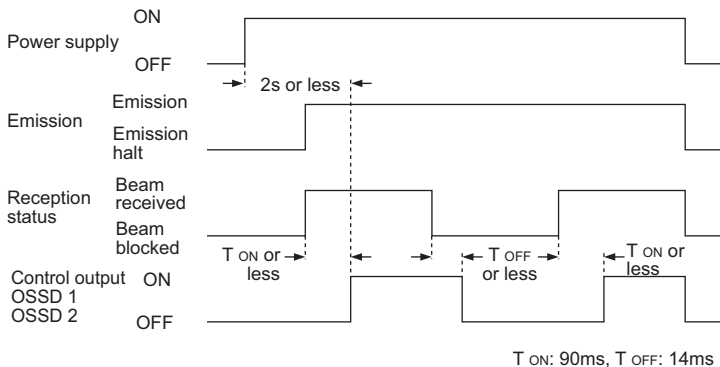 ON
Power supply
OFF
2s or less
Emission
Emission
Emission
halt
Reception
status
Beam
received
Beam
blocked
T ON or
less
T OFF
or less
T ON or
less
Control output
OSSD 1
OSSD 2
ON
OFF
T ON: 90ms, T OFF: 14ms